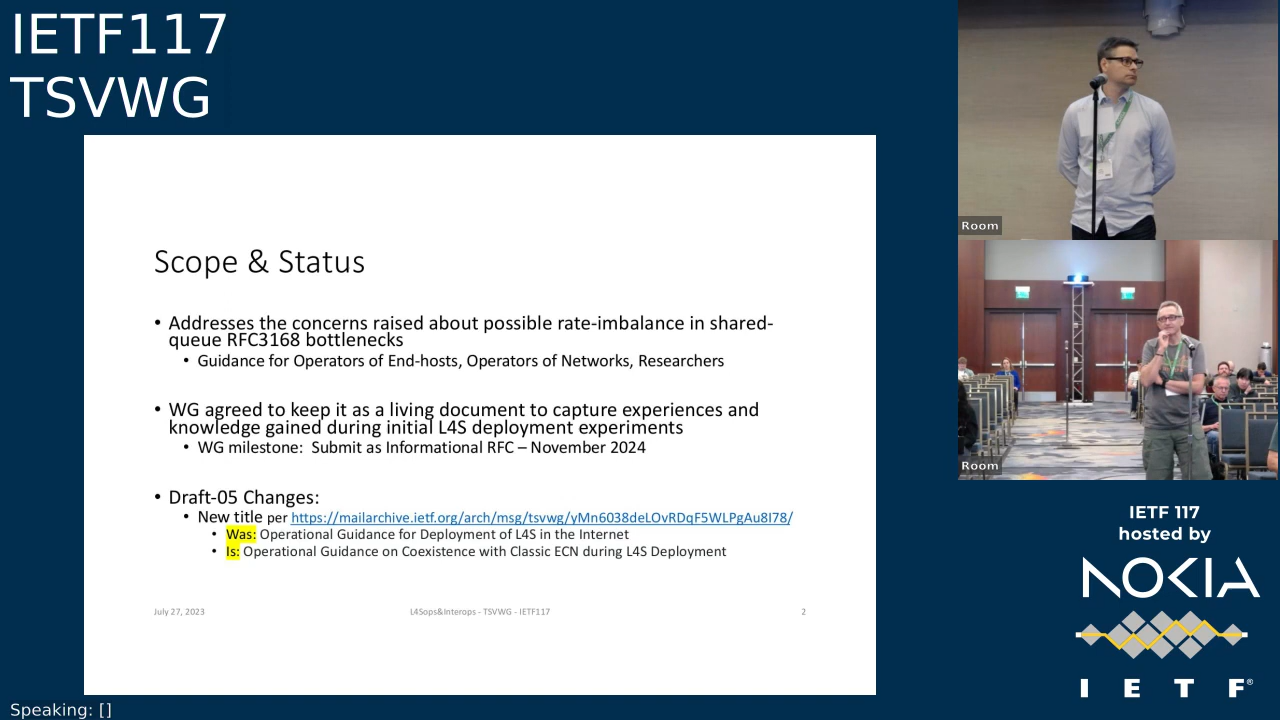 IETF117
TSVWG
Scope & Status
• Addresses the concerns raised about possible rate-imbalance in shared-
queue RFC3168 bottlenecks
• Guidance for Operators of End-hosts, Operators of Networks, Researchers
• WG agreed to keep it as a living document to capture experiences and
knowledge gained during initial L4S deployment experiments
• WG milestone:  Submit as Informational RFC – November 2024
• Draft-05 Changes:
• New title per https://mailarchive.ietf.org/arch/msg/tsvwg/yMn6038deLOvRDqF5WLPgAu8I78/
• Was: Operational Guidance for Deployment of L4S in the Internet
• Is: Operational Guidance on Coexistence with Classic ECN during L4S Deployment
July 27, 2023
L4Sops&Interops - TSVWG - IETF117
2
Room
Room
IETF 117
hosted by
NOKIA
I E T F®
Speaking: []